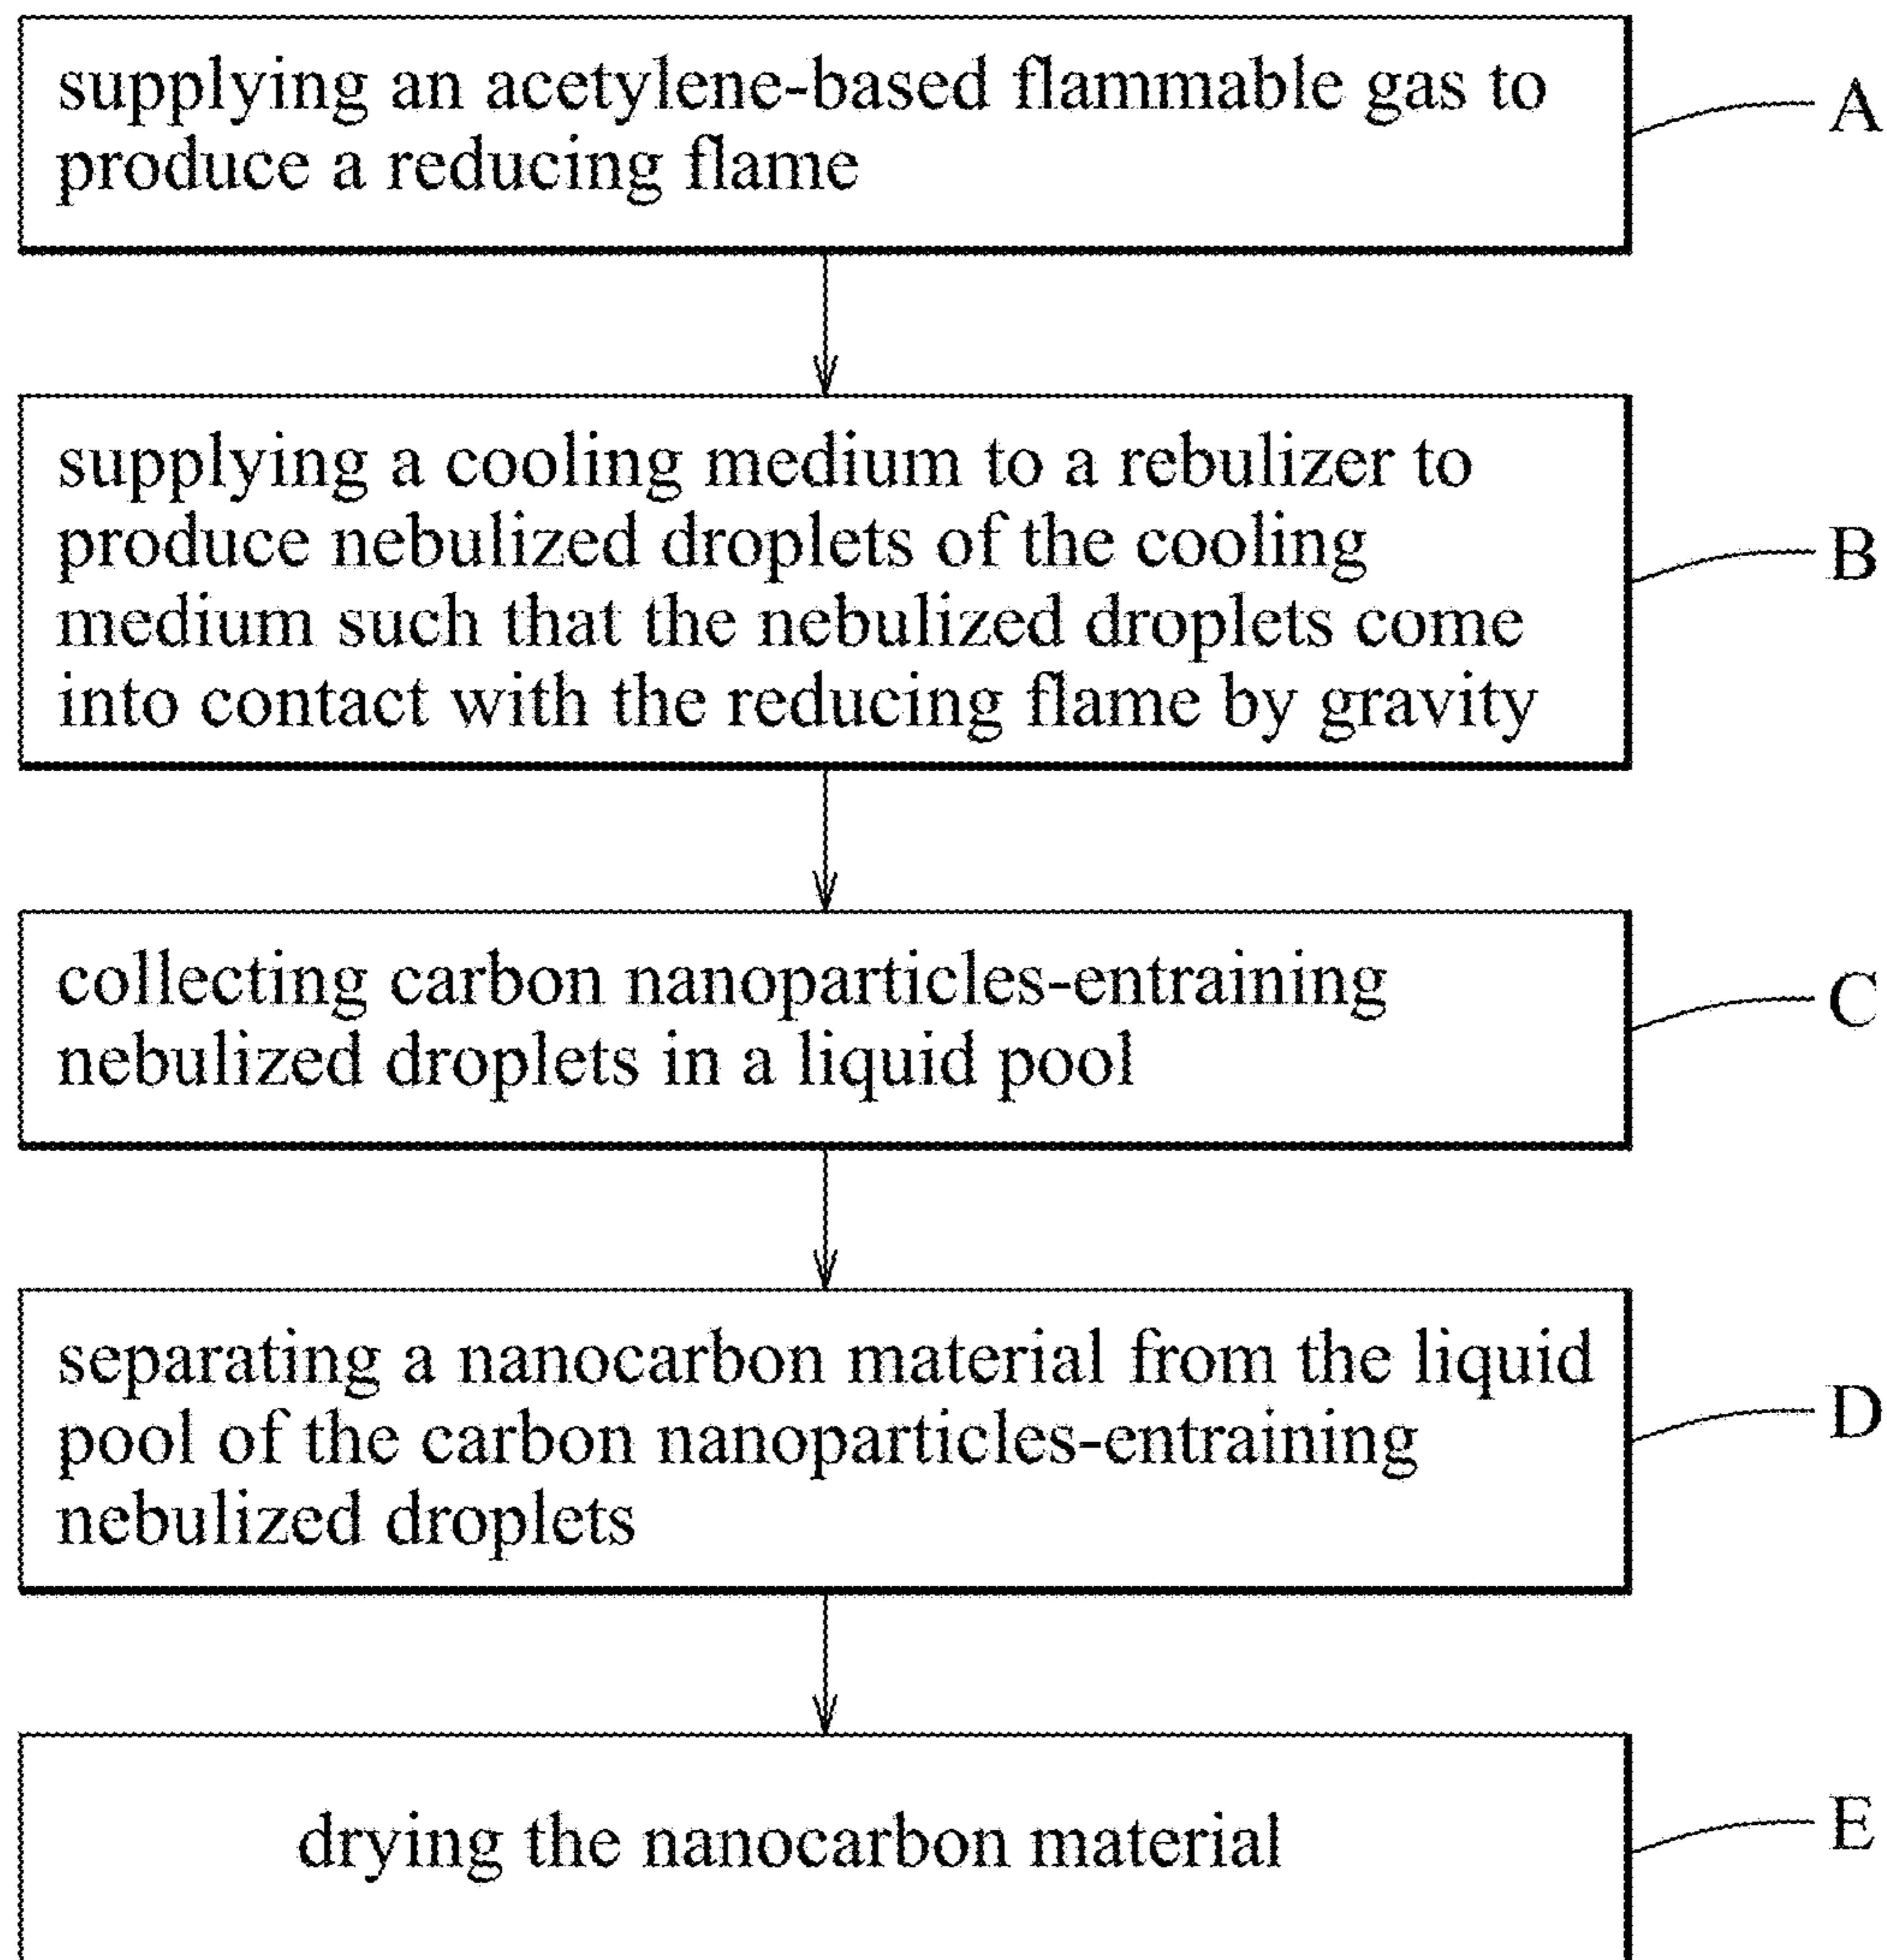 supplying an acetylene-based flammable gas to
produce a reducing flame
A
supplying a cooling medium to a rebulizer to
produce nebulized droplets of the cooling
medium such that the nebulized droplets come
into contact with the reducing flame by gravity
B
collecting carbon nanoparticles-entraining
nebulized droplets in a liquid pool
C
separating a nanocarbon material from the liquid
pool of the carbon nanoparticles-entraining
nebulized droplets
D
drying the nanocarbon material
E